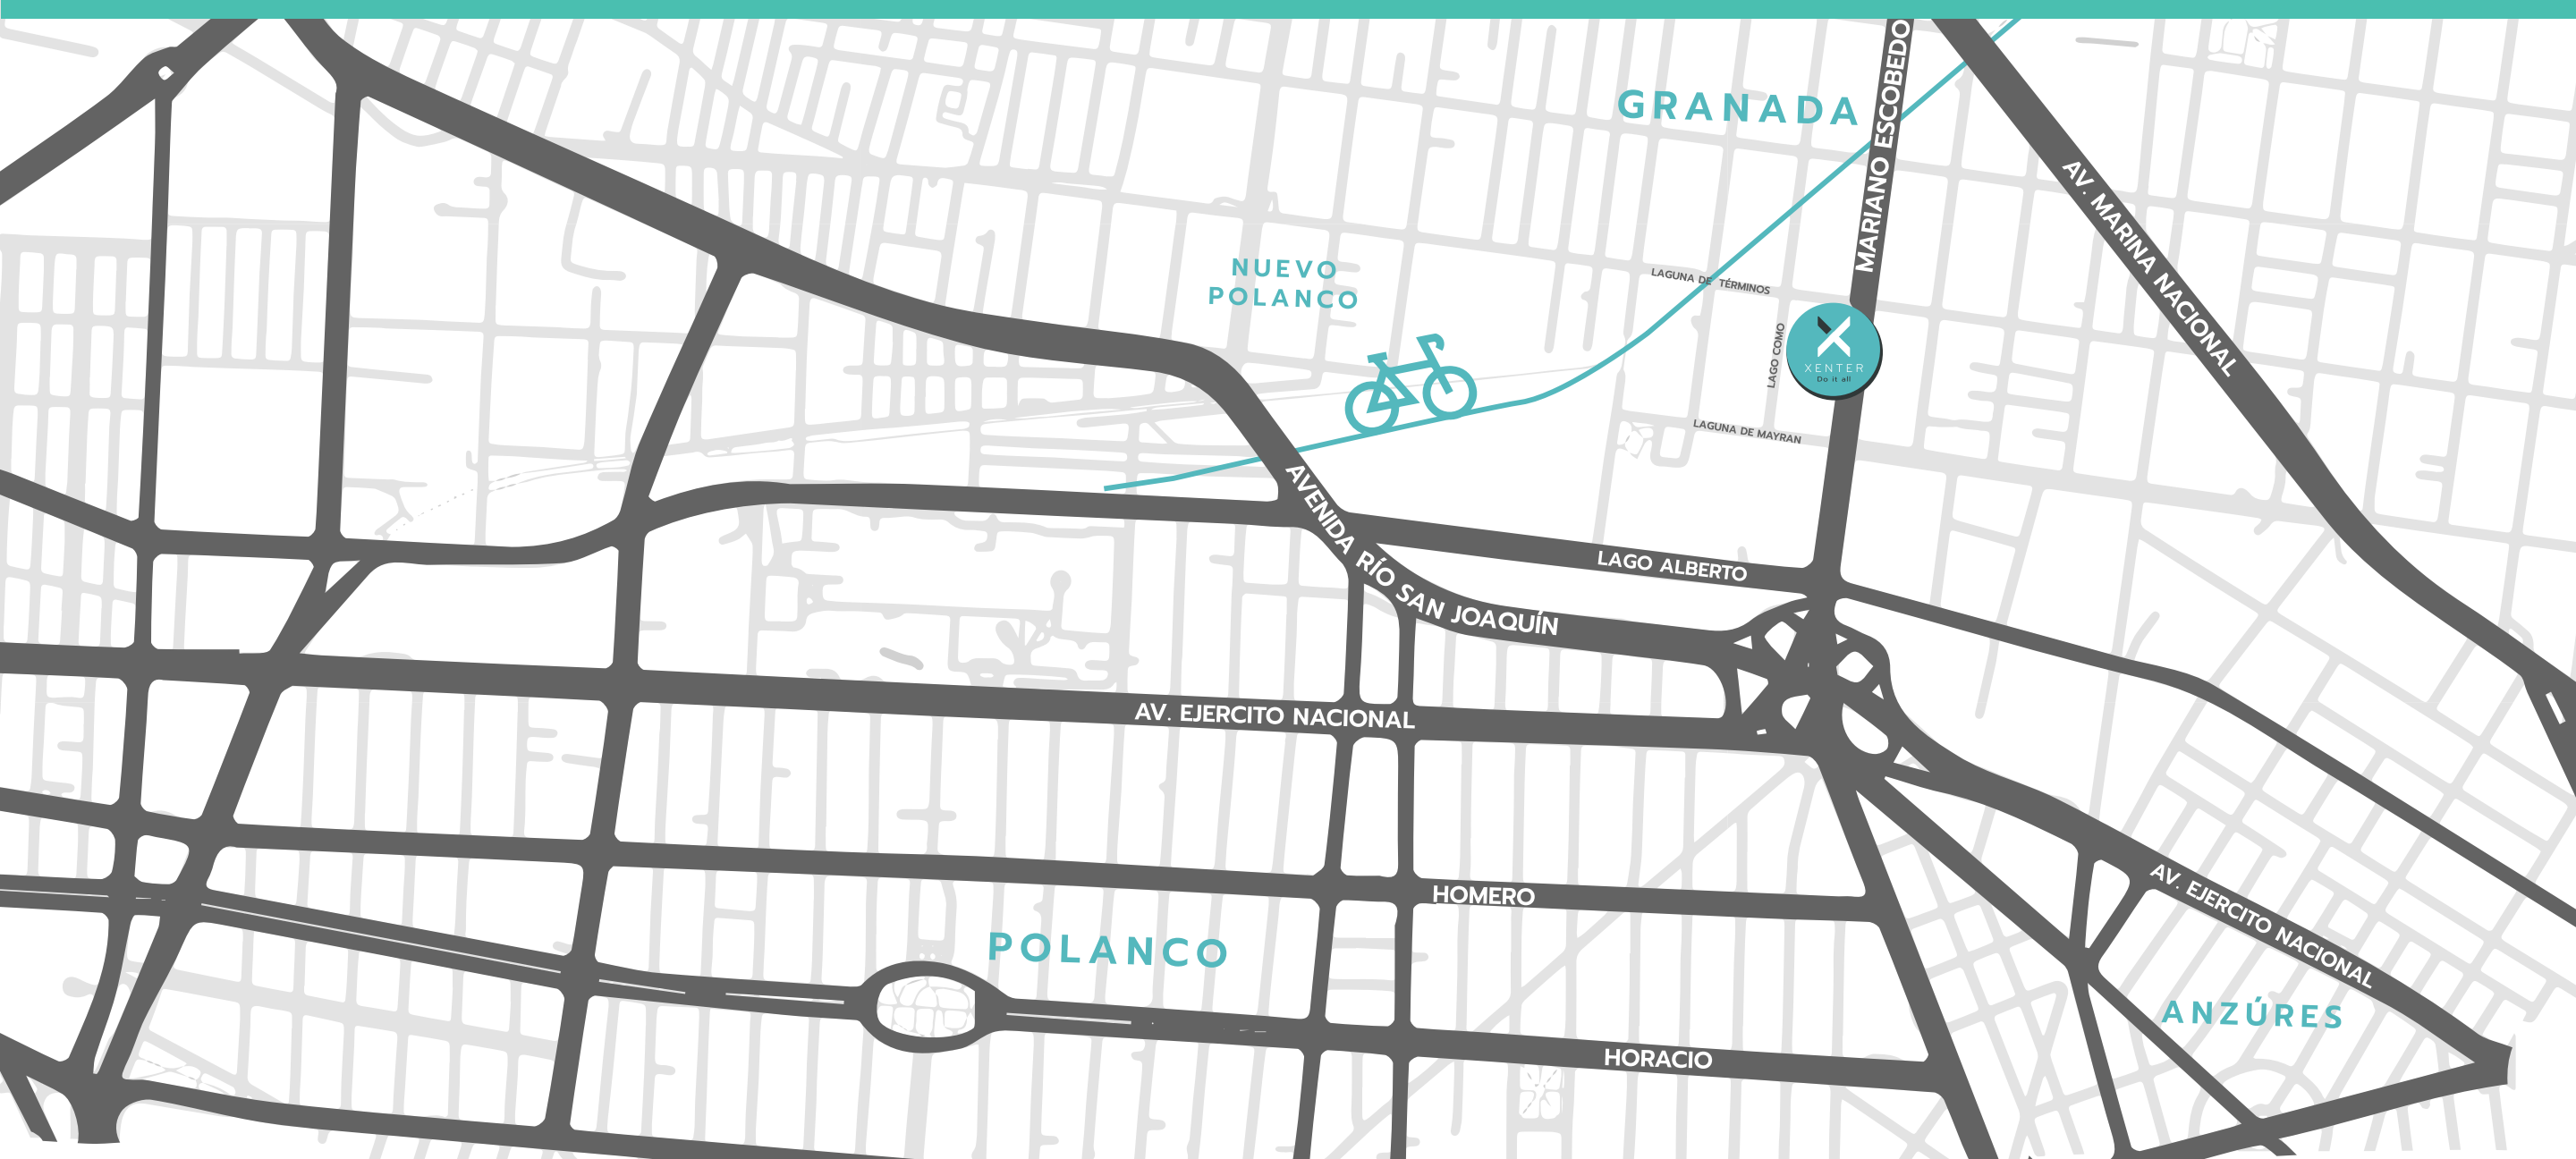 GRANADA
MARIANO ESCOBEDO
AV. MARINA NACIONAL
NUEVO
POLANCO
LAGUNA DE TÉRMINOS
LAGO COMO
XENTER
Do it all
LAGUNA DE MAYRAN
AVENIDA RÍO SAN JOAQUÍN
LAGO ALBERTO
AV. EJERCITO NACIONAL
HOMERO
AV. EJERCITO NACIONAL
POLANCO
ANZÚRES
HORACIO